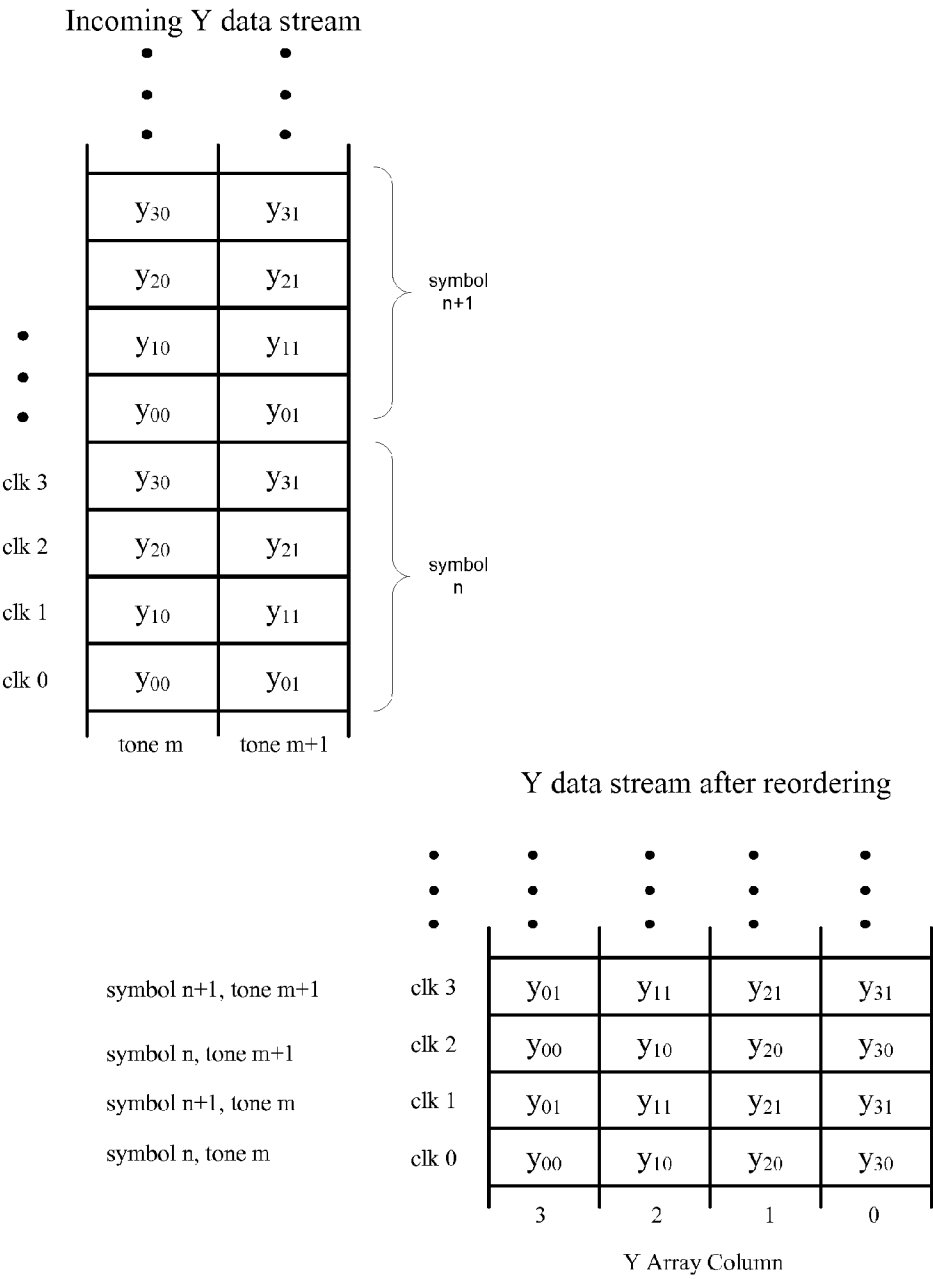 Incoming Y data stream
y30 y31
y20 y21
symbol
n+1
y10 y11
y00 y01
clk 3 y30 y31
clk 2 y20 y21
symbol
n
clk 1 y10 y11
clk 0 y00 y01
tone m tone m+1
Y data stream after reordering
symbol n+1, tone m+1 clk 3 y01 y11 y21 y31
symbol n, tone m+1 clk 2 y00 y10 y20 y30
symbol n+1, tone m clk 1 y01 y11 y21 y31
symbol n, tone m clk 0 y00 y10 y20 y30
3 2 1 0
Y Array Column